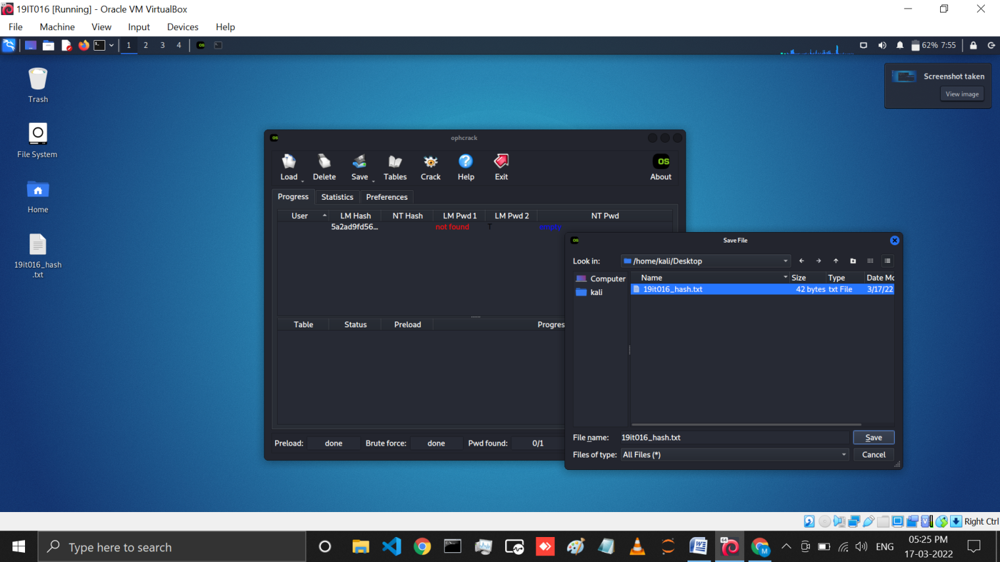 19IT016 [Running] - Oracle VM VirtualBox
File Machine View Input Devices Help
1 2 3 4
62% 7:55
Screenshot taken
View image
Trash
File System
Home
19it016_hash
.txt
ophcrack
Load Delete Save Tables Crack Help Exit
OS
About
Progress Statistics Preferences
User LM Hash NT Hash LM Pwd 1 LM Pwd 2 NT Pwd
5a2ad9fd56... not found T empty
Table Status Preload Progres
Preload: done Brute force: done Pwd found: 0/1
Save File
Look in: /home/kali/Desktop
Computer
kali
Name Size Type Date Mo
19it016_hash.txt 42 bytes txt File 3/17/22
File name: 19it016_hash.txt Save
Files of type: All Files (*) Cancel
Right Ctrl
Type here to search
ENG
05:25 PM
17-03-2022